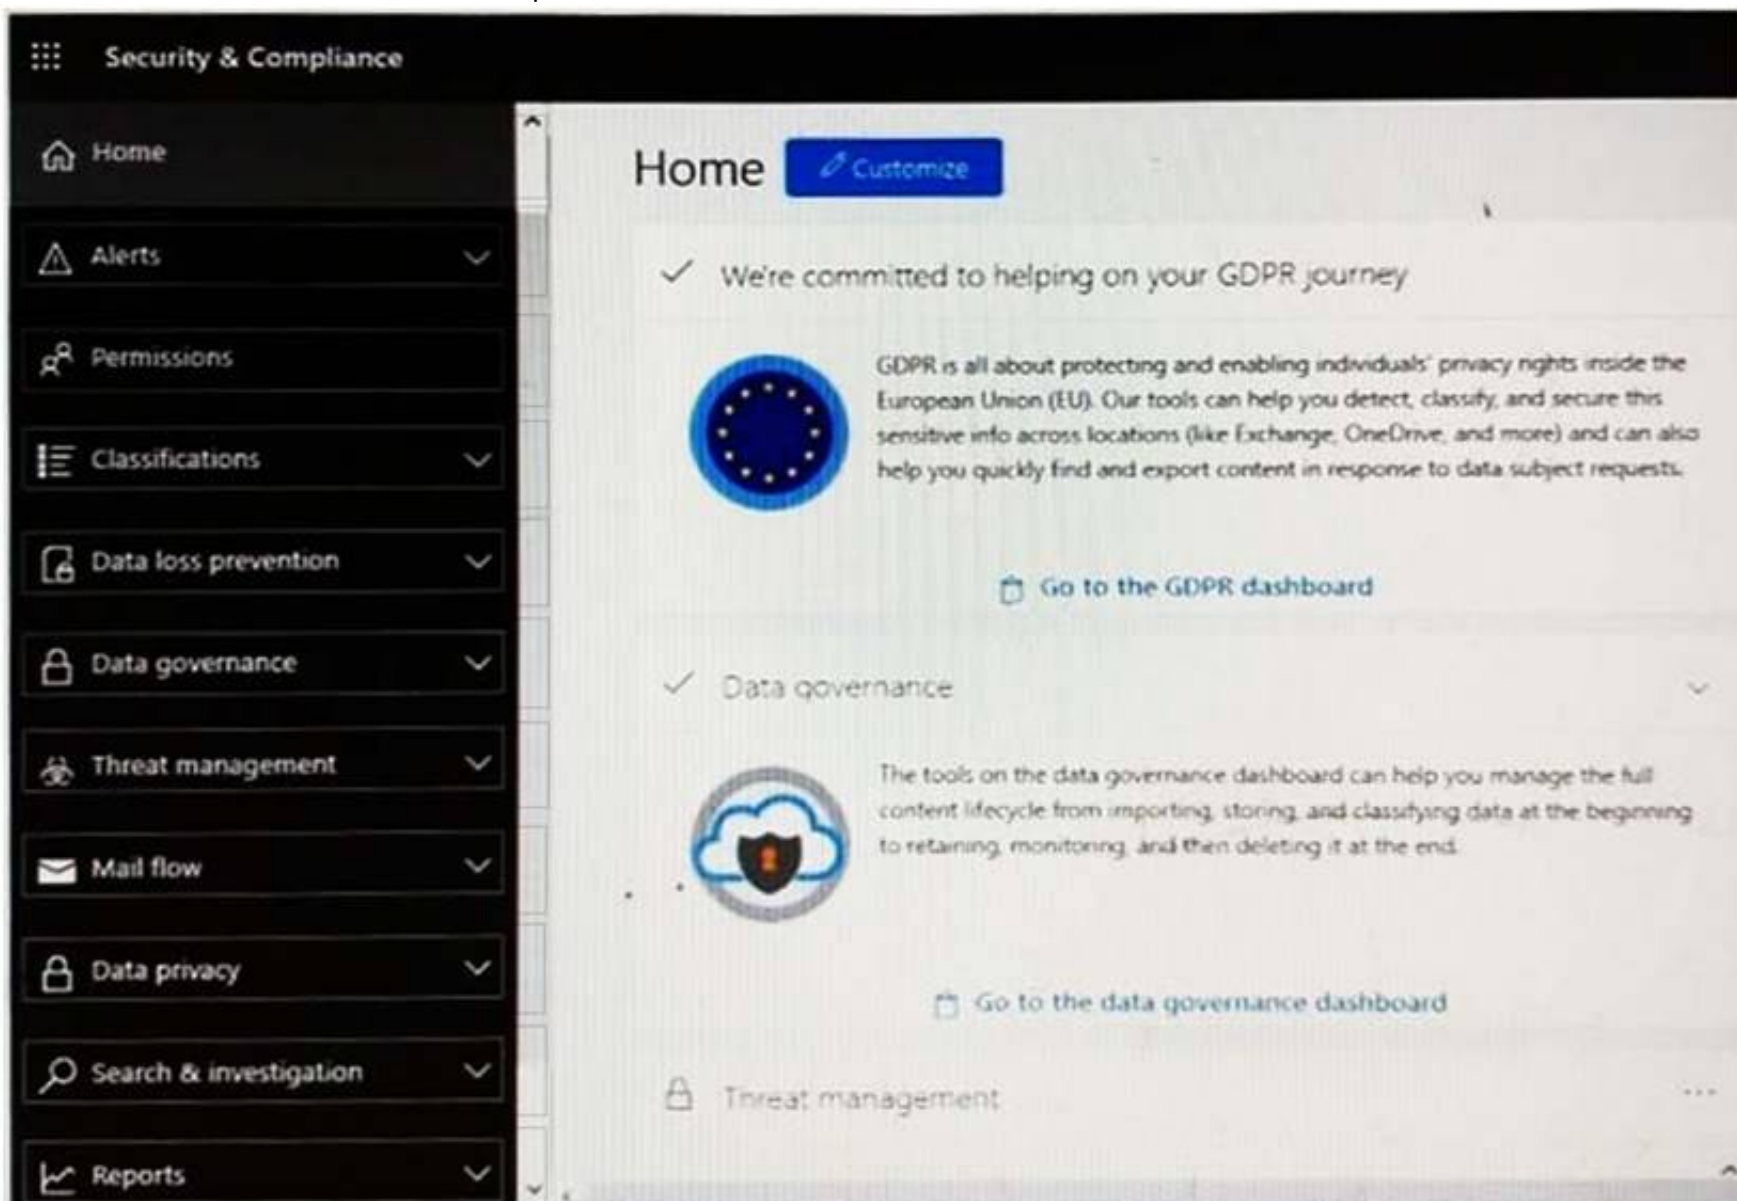 Security & Compliance
Home
Alerts
Permissions
Classifications
Data loss prevention
Data governance
Threat management
Mail flow
Data privacy
Search & investigation
Reports
Home
Customize
We're committed to helping on your GDPR journey
GDPR is all about protecting and enabling individuals' privacy rights inside the
European Union (EU). Our tools can help you detect, classify, and secure this
sensitive info across locations (like Exchange, OneDrive, and more) and can also
help you quickly find and export content in response to data subject requests.
Go to the GDPR dashboard
Data governance
The tools on the data governance dashboard can help you manage the full
content lifecycle from importing, storing, and classifying data at the beginning
to retaining, monitoring, and then deleting it at the end.
Go to the data governance dashboard
Threat management